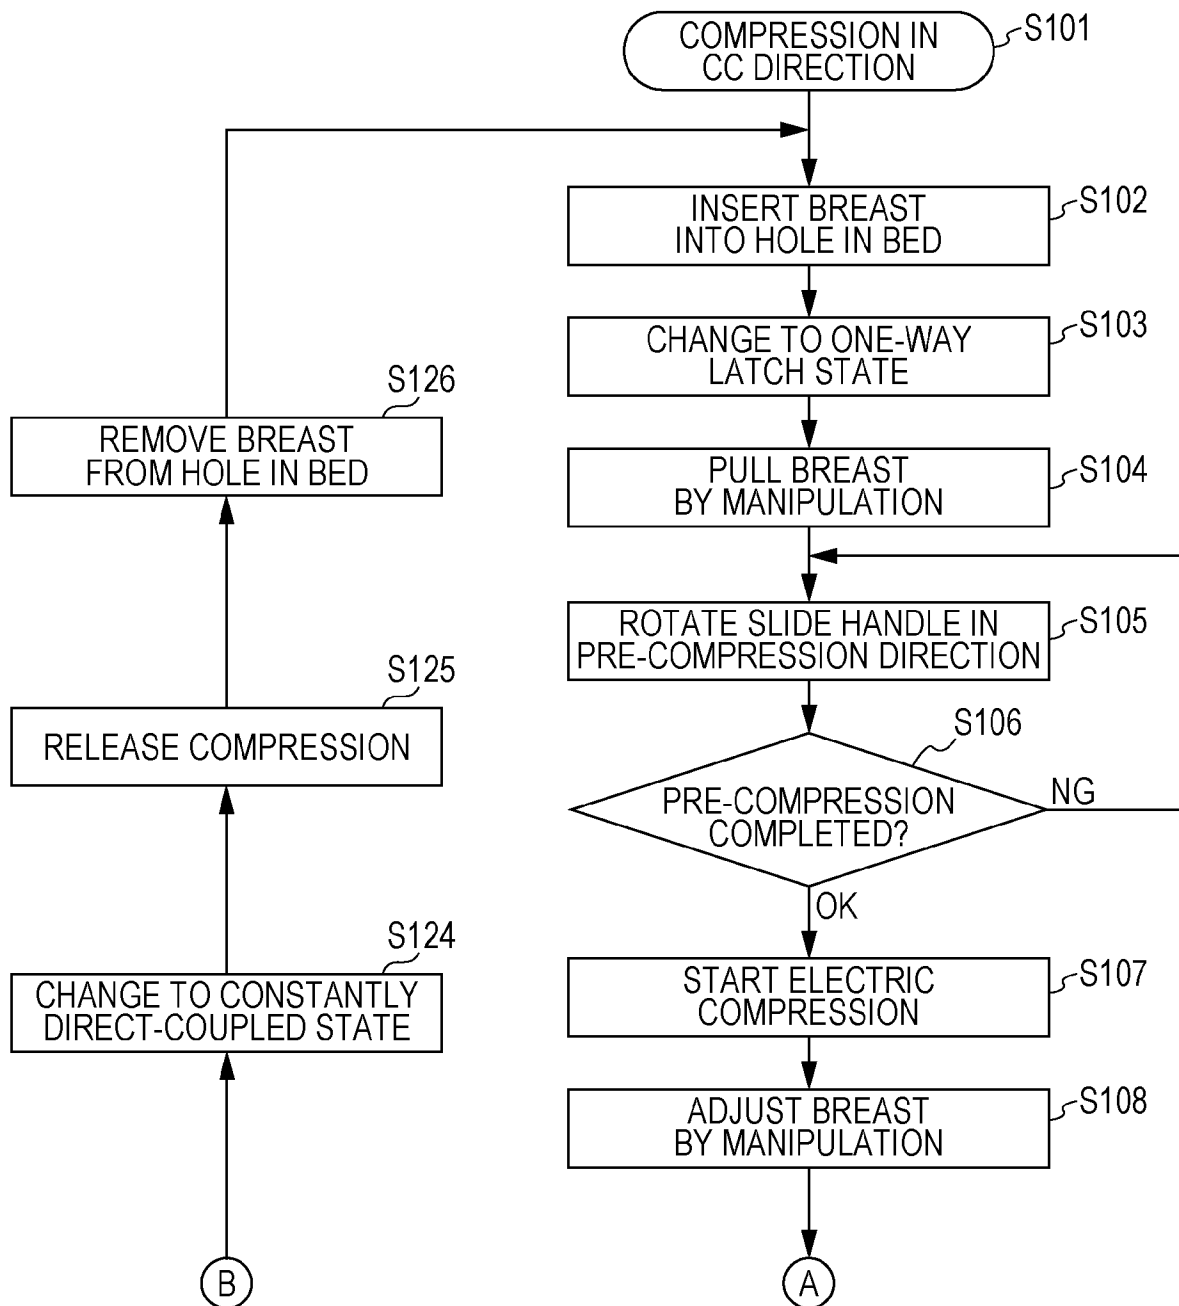 COMPRESSION IN
CC DIRECTION
S101
INSERT BREAST
INTO HOLE IN BED
S102
CHANGE TO ONE-WAY
LATCH STATE
S103
PULL BREAST
BY MANIPULATION
S104
ROTATE SLIDE HANDLE IN
PRE-COMPRESSION DIRECTION
S105
PRE-COMPRESSION
COMPLETED?
S106
NG
OK
START ELECTRIC
COMPRESSION
S107
ADJUST BREAST
BY MANIPULATION
S108
A
S126
REMOVE BREAST
FROM HOLE IN BED
S125
RELEASE COMPRESSION
S124
CHANGE TO CONSTANTLY
DIRECT-COUPLED STATE
B